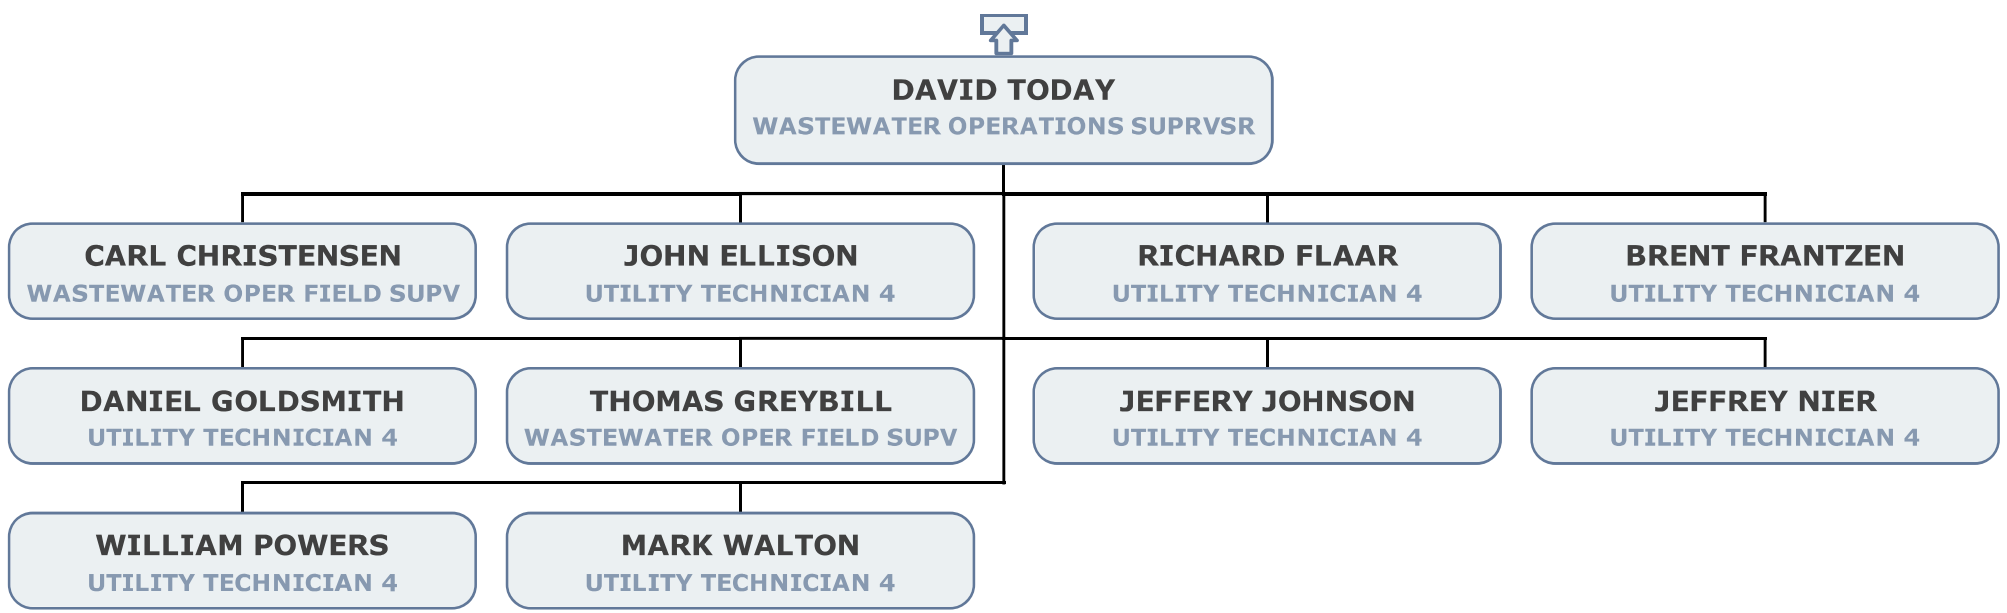 DAVID TODAY
WASTEWATER OPERATIONS SUPRVSR
CARL CHRISTENSEN
WASTEWATER OPER FIELD SUPV
JOHN ELLISON
UTILITY TECHNICIAN 4
RICHARD FLAAR
UTILITY TECHNICIAN 4
BRENT FRANTZEN
UTILITY TECHNICIAN 4
DANIEL GOLDSMITH
UTILITY TECHNICIAN 4
THOMAS GREYBILL
WASTEWATER OPER FIELD SUPV
JEFFERY JOHNSON
UTILITY TECHNICIAN 4
JEFFREY NIER
UTILITY TECHNICIAN 4
WILLIAM POWERS
UTILITY TECHNICIAN 4
MARK WALTON
UTILITY TECHNICIAN 4